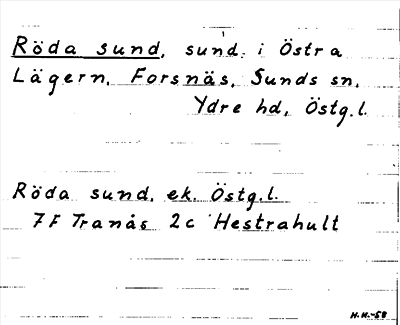 Röda sund, sund i Östra
Lägern, Forsnäs, Sunds sn,
Ydre hd, Östg.l.
Röda sund, ek. Östg.l.
7F Tranås 2c Hestrahult
H.H.-58